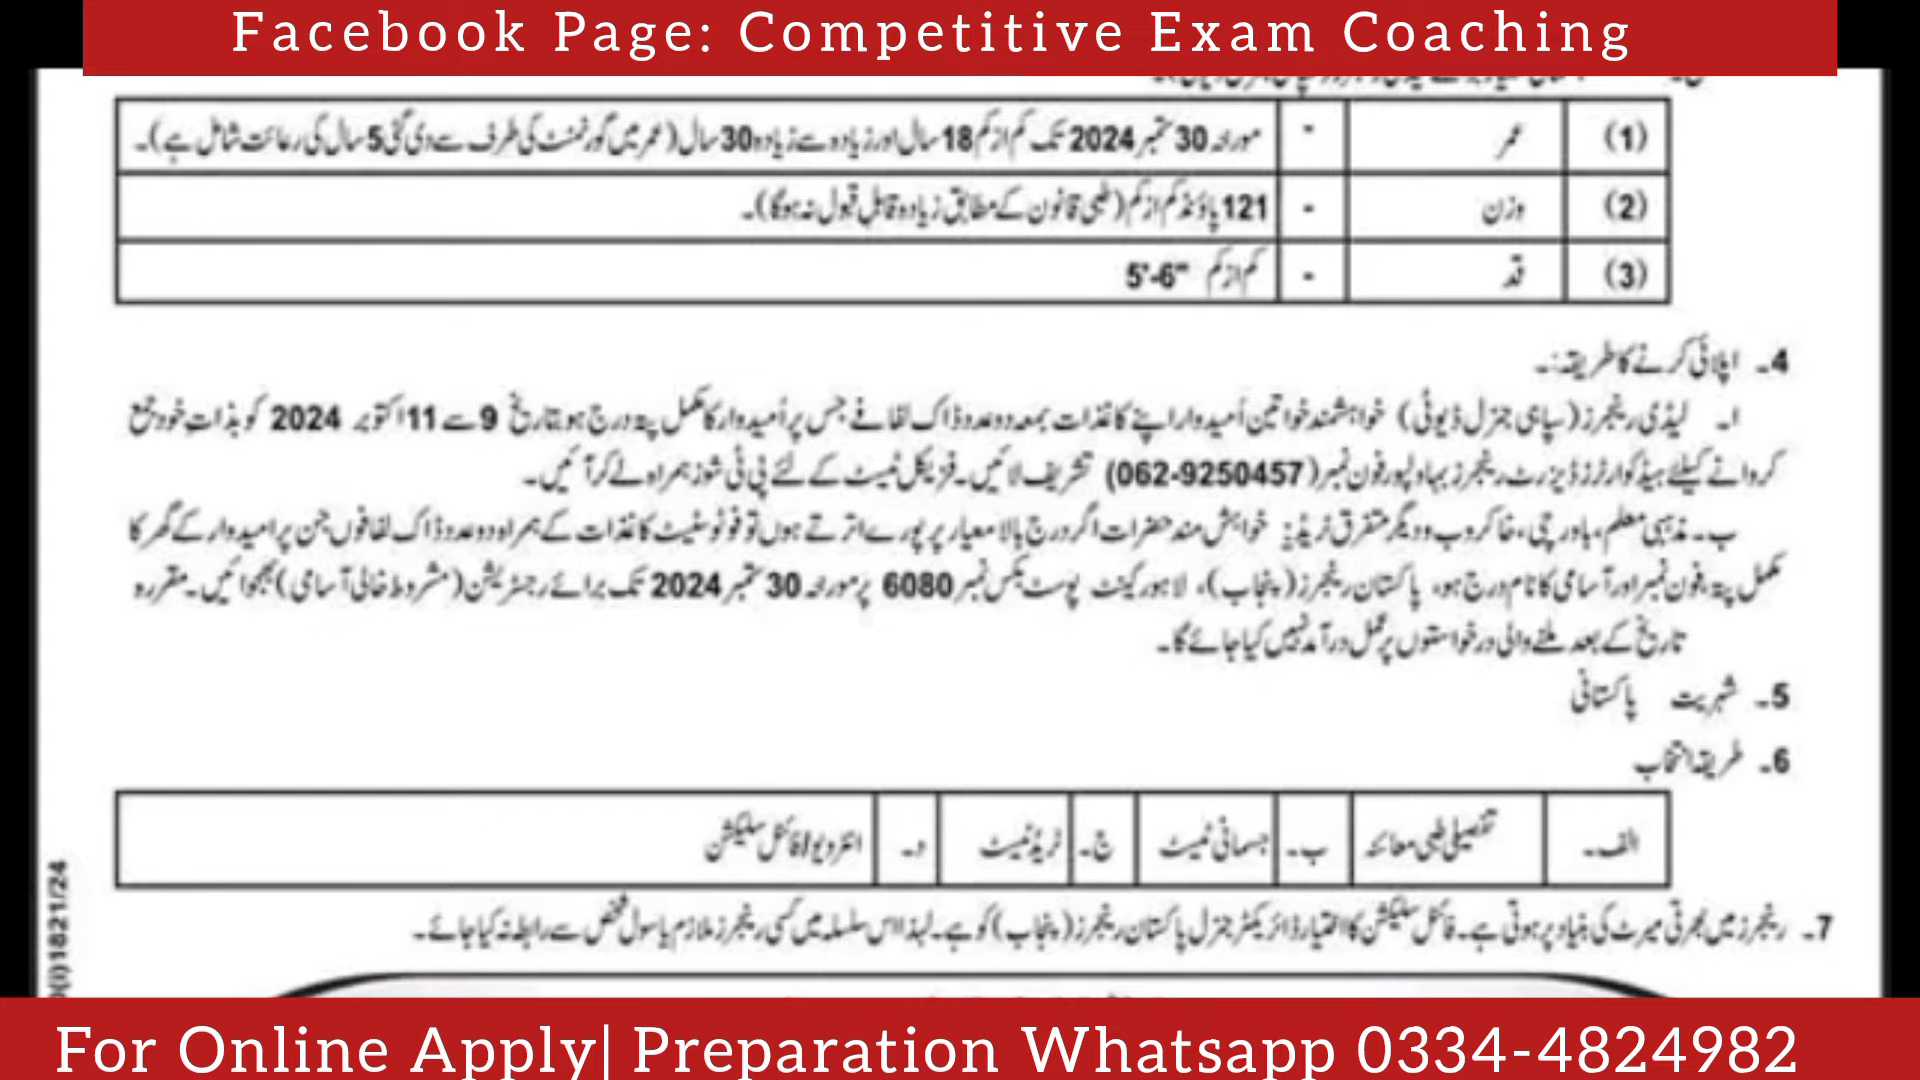 Facebook Page: Competitive Exam Coaching
(1) عمر - مورخہ 30 ستمبر 2024 تک کم از کم 18 سال اور زیادہ سے زیادہ 30 سال (عمر میں گورنمنٹ کی طرف سے دی گئی 5 سال کی رعائت شامل ہے)۔
(2) وزن - 121 پاؤنڈ کم از کم (طبی قانون کے مطابق زیادہ قابل قبول نہ ہوگا)۔
(3) قد - کم از کم "6-'5
4۔ اپلائی کرنے کا طریقہ:۔
ا۔ لیڈی رینجرز (سپاہی جنرل ڈیوٹی) خواہشمند خواتین اُمیدوار اپنے کاغذات بمعہ دو عدد ڈاک لفافے جس پر اُمیدوار کا مکمل پتہ درج ہو بتاریخ 9 سے 11 اکتوبر 2024 کو بذات خود جمع
کروانے کیلئے ہیڈ کوارٹرز ڈیزرٹ رینجرز بہاولپور فون نمبر (062-9250457) تشریف لائیں۔ فزیکل ٹیسٹ کے لئے پی ٹی شوز ہمراہ لے کر آئیں۔
ب۔ مذہبی معلم، باورچی، خاکروب و دیگر متفرق ٹریڈز: خواہش مند حضرات اگر درج بالا معیار پر پورے اترتے ہوں تو فوٹو سٹیٹ کاغذات کے ہمراہ دو عدد ڈاک لفافوں جن پر امیدوار کے گھر کا
مکمل پتہ، فون نمبر اور آسامی کا نام درج ہو، پاکستان رینجرز (پنجاب)، لاہور کینٹ پوسٹ بکس نمبر 6080 پر مورخہ 30 ستمبر 2024 تک برائے رجسٹریشن (مشروط خالی آسامی) بھجوائیں۔ مقررہ
تاریخ کے بعد ملنے والی درخواستوں پر عمل درآمد نہیں کیا جائے گا۔
5۔ شہریت پاکستانی
6۔ طریقہ انتخاب
الف۔ تفصیلی طبی معائنہ ب۔ جسمانی ٹیسٹ ج۔ ٹریڈ ٹیسٹ د۔ انٹرویو/فائنل سلیکشن
7۔ رینجرز میں بھرتی میرٹ کی بنیاد پر ہوتی ہے۔ فائنل سلیکشن کا اختیار ڈائریکٹر جنرل پاکستان رینجرز (پنجاب) کو ہے۔ لہذا اس سلسلہ میں کسی رینجرز ملازم یا سول شخص سے رابطہ نہ کیا جائے۔
(i)1821/24
For Online Apply| Preparation Whatsapp 0334-4824982